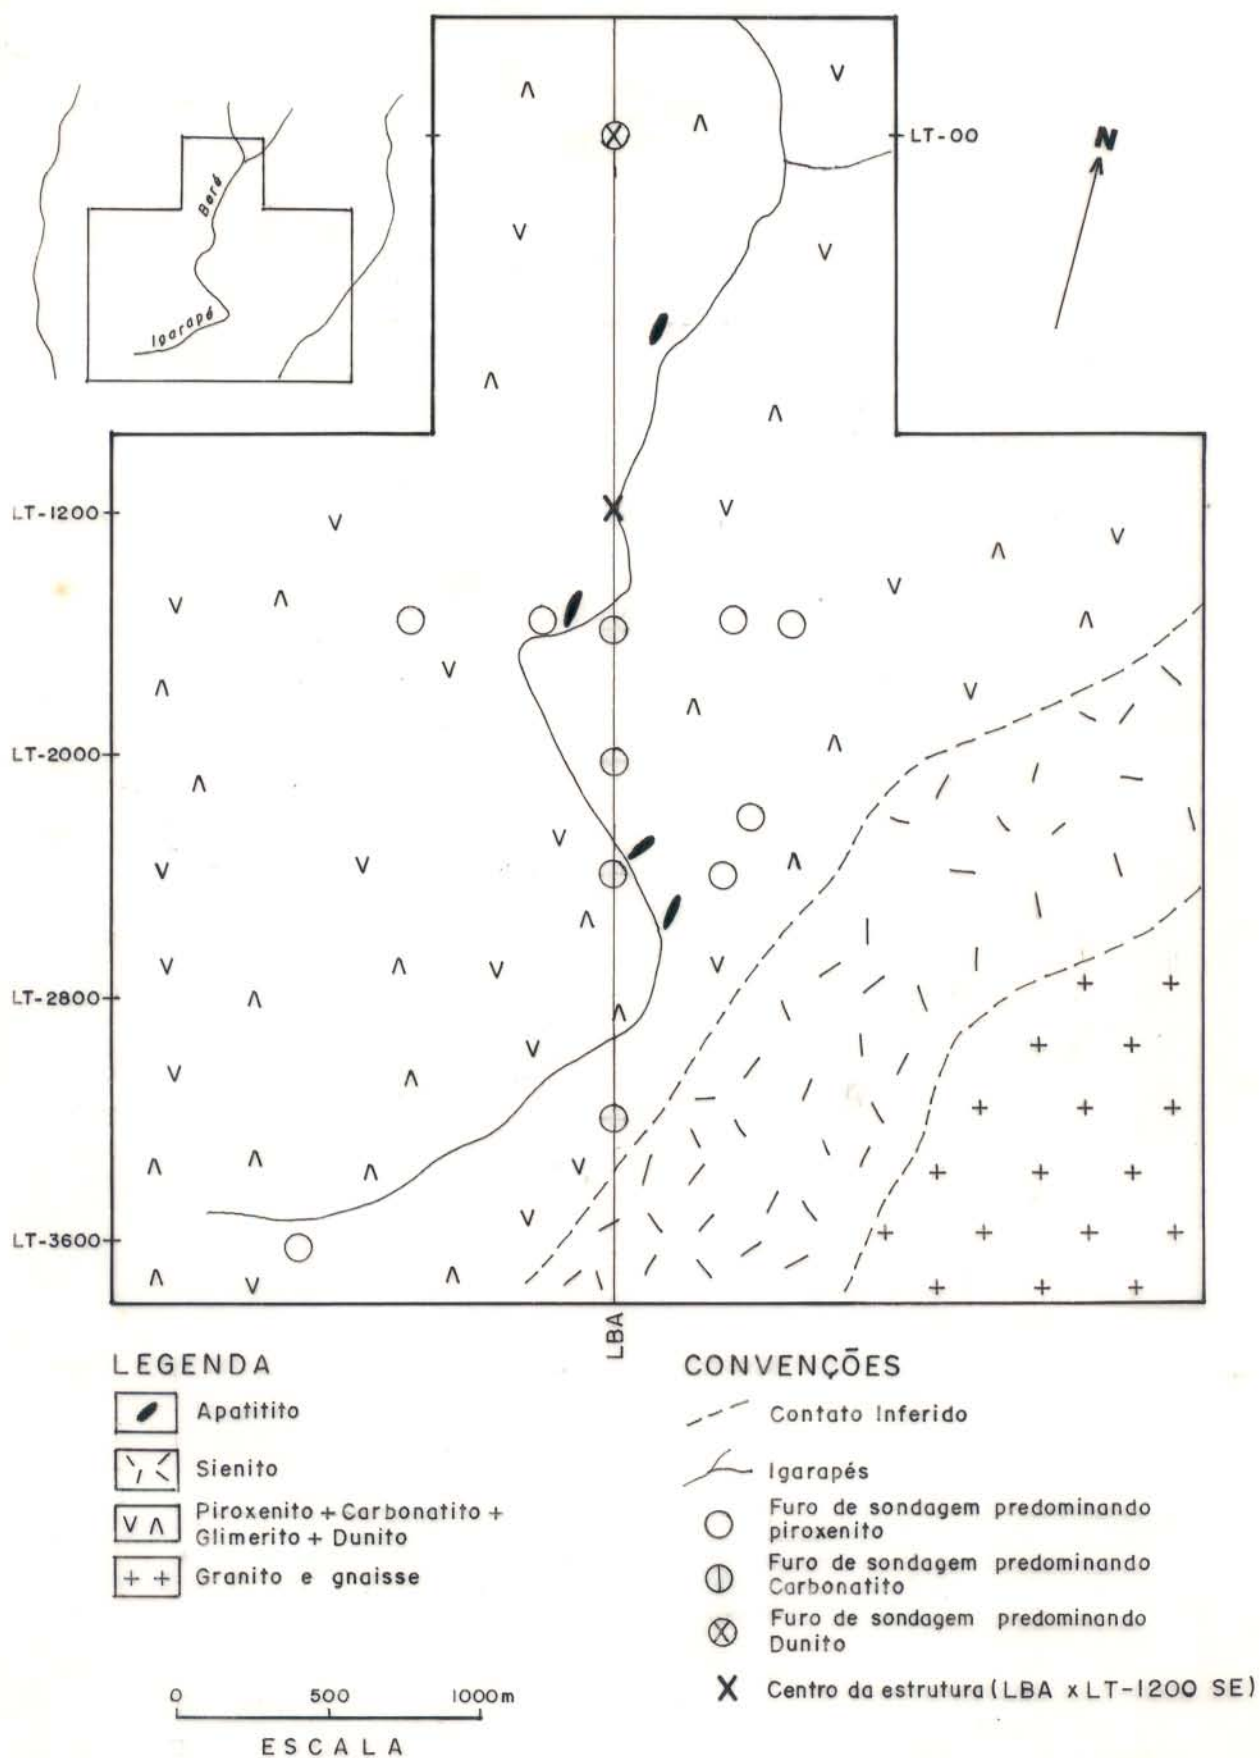 LT-00
N
Beré
Igarapé
LT-1200
LT-2000
LT-2800
LT-3600
LBA
LEGENDA
Apatitito
Sienito
Piroxenito + Carbonatito +
Glimerito + Dunito
Granito e gnaisse
0 500 1000m
ESCALA
CONVENÇÕES
Contato Inferido
Igarapés
Furo de sondagem predominando
piroxenito
Furo de sondagem predominando
Carbonatito
Furo de sondagem predominando
Dunito
Centro da estrutura (LBA x LT-1200 SE)